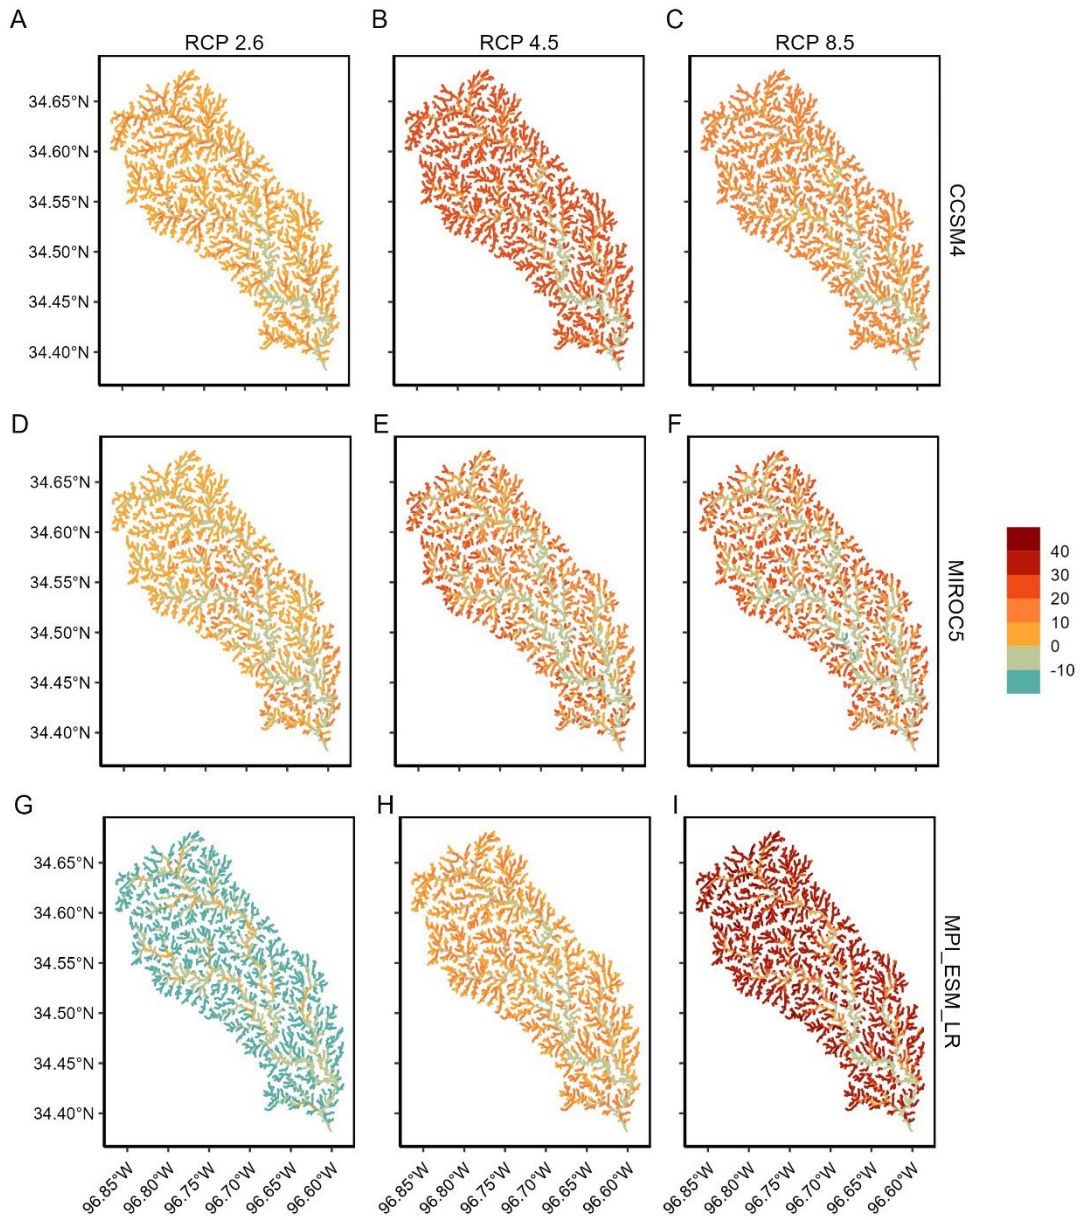 A
B
C
RCP 2.6
RCP 4.5
RCP 8.5
34.65°N
34.60°N
34.55°N
34.50°N
34.45°N
34.40°N
CCSM4
D
E
F
34.65°N
34.60°N
34.55°N
34.50°N
34.45°N
34.40°N
MIROC5
40
30
20
10
0
-10
G
H
I
34.65°N
34.60°N
34.55°N
34.50°N
34.45°N
34.40°N
MPI_ESM_LR
96.85°W
96.80°W
96.75°W
96.70°W
96.65°W
96.60°W
96.85°W
96.80°W
96.75°W
96.70°W
96.65°W
96.60°W
96.85°W
96.80°W
96.75°W
96.70°W
96.65°W
96.60°W